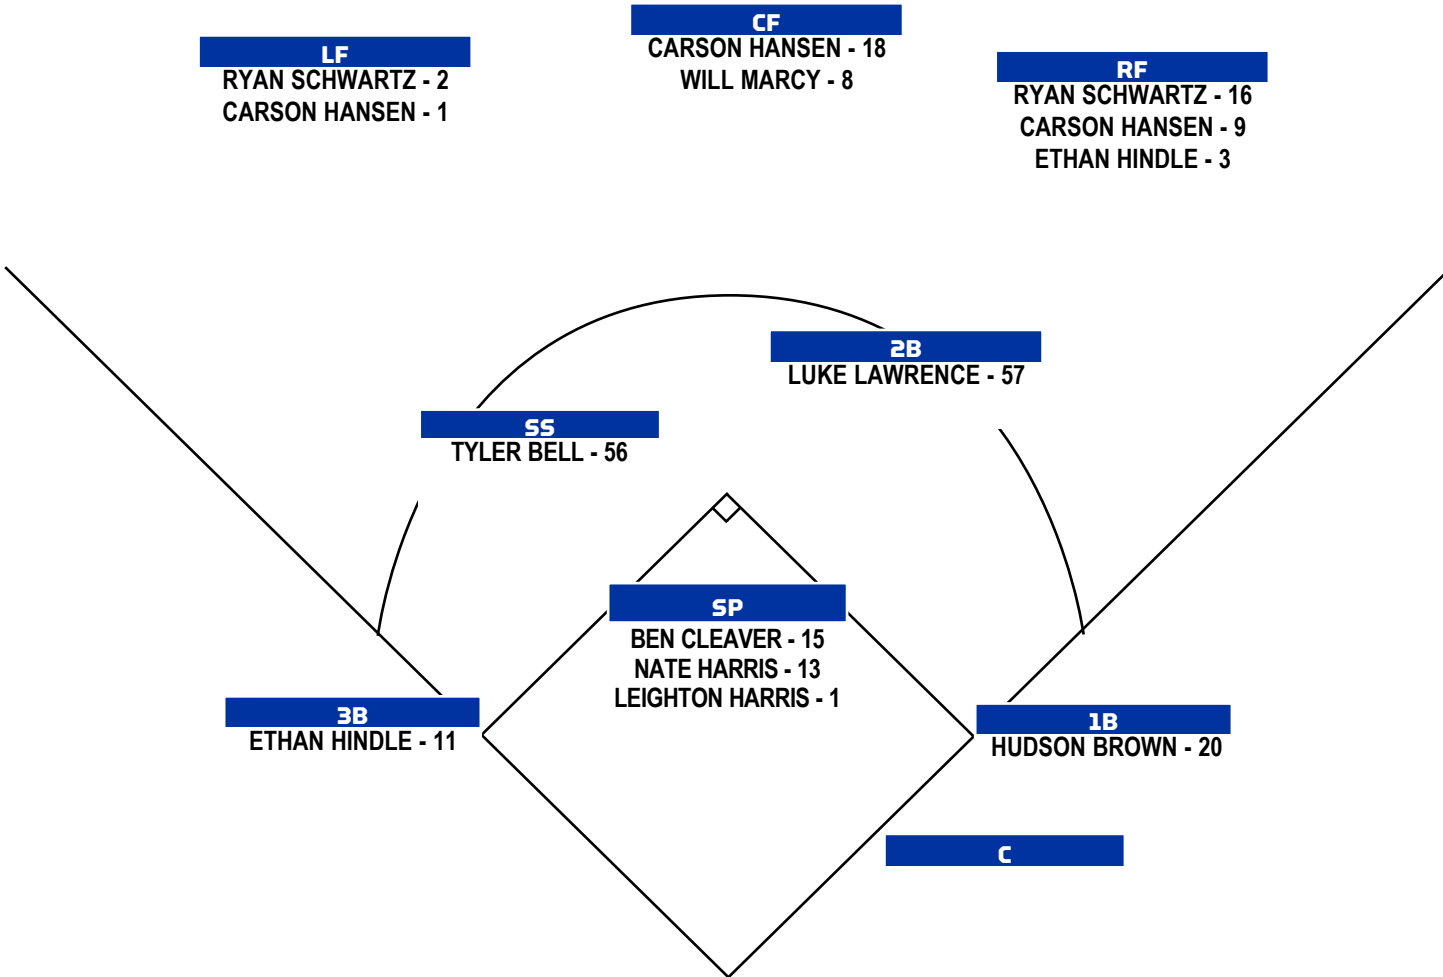 LF
RYAN SCHWARTZ - 2
CARSON HANSEN - 1
CF
CARSON HANSEN - 18
WILL MARCY - 8
RF
RYAN SCHWARTZ - 16
CARSON HANSEN - 9
ETHAN HINDLE - 3
SS
TYLER BELL - 56
2B
LUKE LAWRENCE - 57
3B
ETHAN HINDLE - 11
SP
BEN CLEAVER - 15
NATE HARRIS - 13
LEIGHTON HARRIS - 1
1B
HUDSON BROWN - 20
C